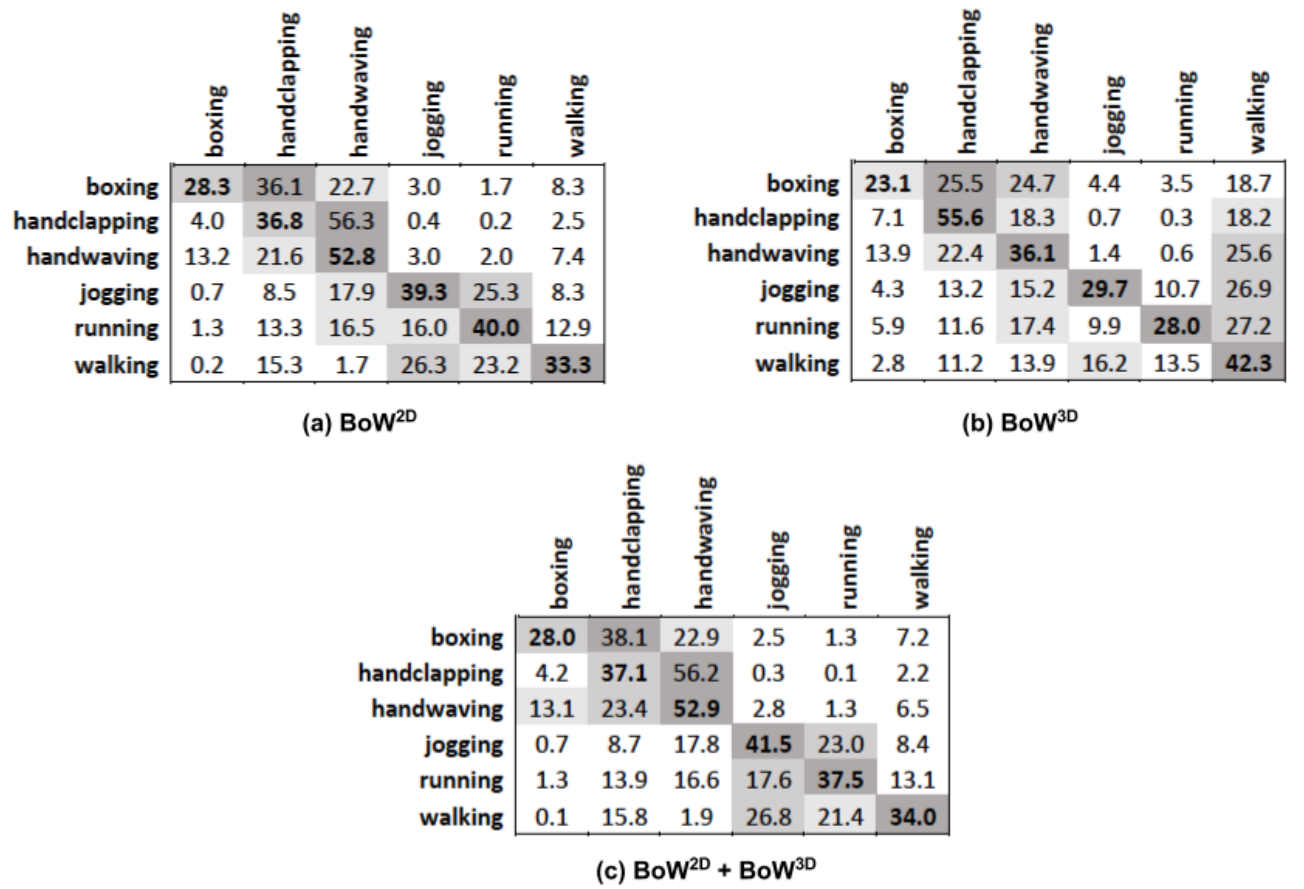 boxing handclapping handwaving jogging running walking
boxing 28.3 36.1 22.7 3.0 1.7 8.3
handclapping 4.0 36.8 56.3 0.4 0.2 2.5
handwaving 13.2 21.6 52.8 3.0 2.0 7.4
jogging 0.7 8.5 17.9 39.3 25.3 8.3
running 1.3 13.3 16.5 16.0 40.0 12.9
walking 0.2 15.3 1.7 26.3 23.2 33.3
(a) BoW2D
boxing handclapping handwaving jogging running walking
boxing 23.1 25.5 24.7 4.4 3.5 18.7
handclapping 7.1 55.6 18.3 0.7 0.3 18.2
handwaving 13.9 22.4 36.1 1.4 0.6 25.6
jogging 4.3 13.2 15.2 29.7 10.7 26.9
running 5.9 11.6 17.4 9.9 28.0 27.2
walking 2.8 11.2 13.9 16.2 13.5 42.3
(b) BoW3D
boxing handclapping handwaving jogging running walking
boxing 28.0 38.1 22.9 2.5 1.3 7.2
handclapping 4.2 37.1 56.2 0.3 0.1 2.2
handwaving 13.1 23.4 52.9 2.8 1.3 6.5
jogging 0.7 8.7 17.8 41.5 23.0 8.4
running 1.3 13.9 16.6 17.6 37.5 13.1
walking 0.1 15.8 1.9 26.8 21.4 34.0
(c) BoW2D + BoW3D